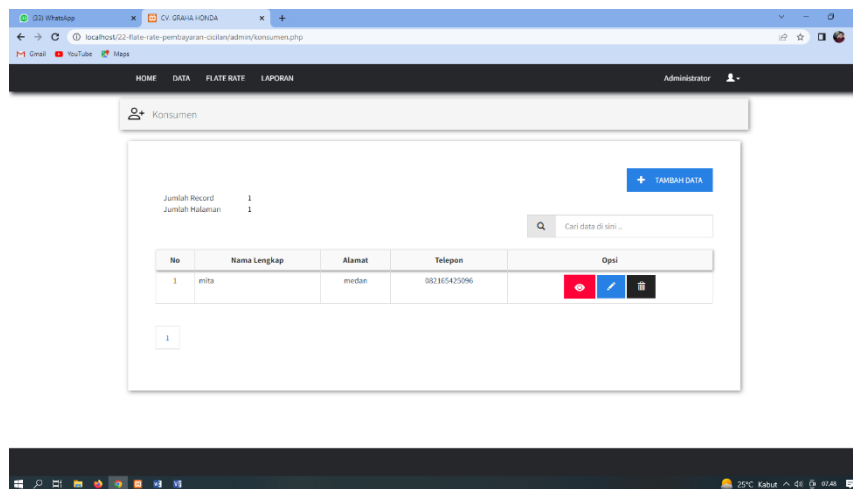 (23) WhatsApp
CV. GRAHA HONDA
localhost/22-flate-rate-pembayaran-cicilan/admin/konsumen.php
Gmail YouTube Maps
HOME DATA FLATE RATE LAPORAN Administrator
Konsumen
TAMBAH DATA
Jumlah Record 1
Jumlah Halaman 1
Cari data di sini ..
No Nama Lengkap Alamat Telepon Opsi
1 mita medan 082165425096
1
25°C Kabut 07.48